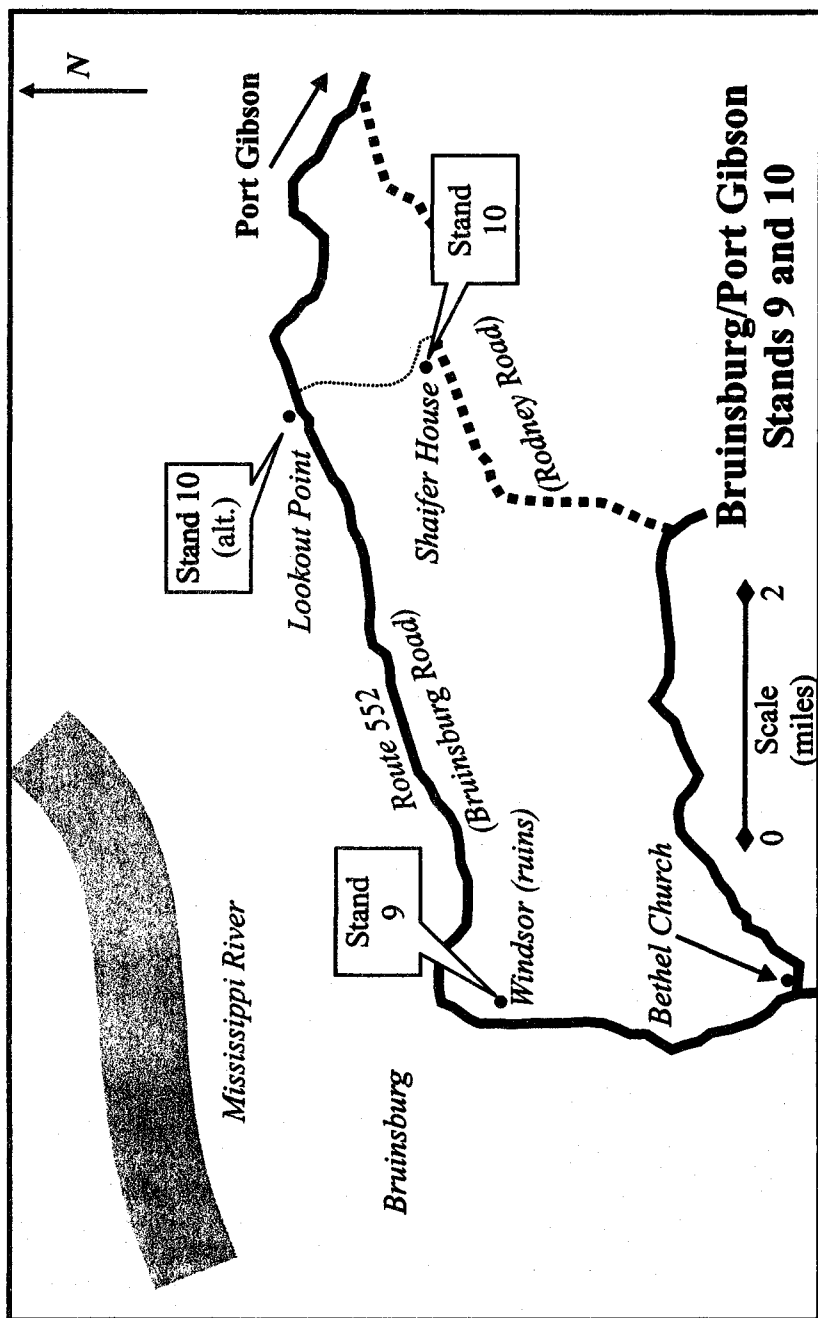 N
Port Gibson
Stand 10
(alt.)
Lookout Point
Stand
10
Shaifer House
(Rodney Road)
Mississippi River
Route 552
(Bruinsburg Road)
Stand
9
Windsor (ruins)
Bruinsburg
Bethel Church
0
2
Scale
(miles)
Bruinsburg/Port Gibson
Stands 9 and 10